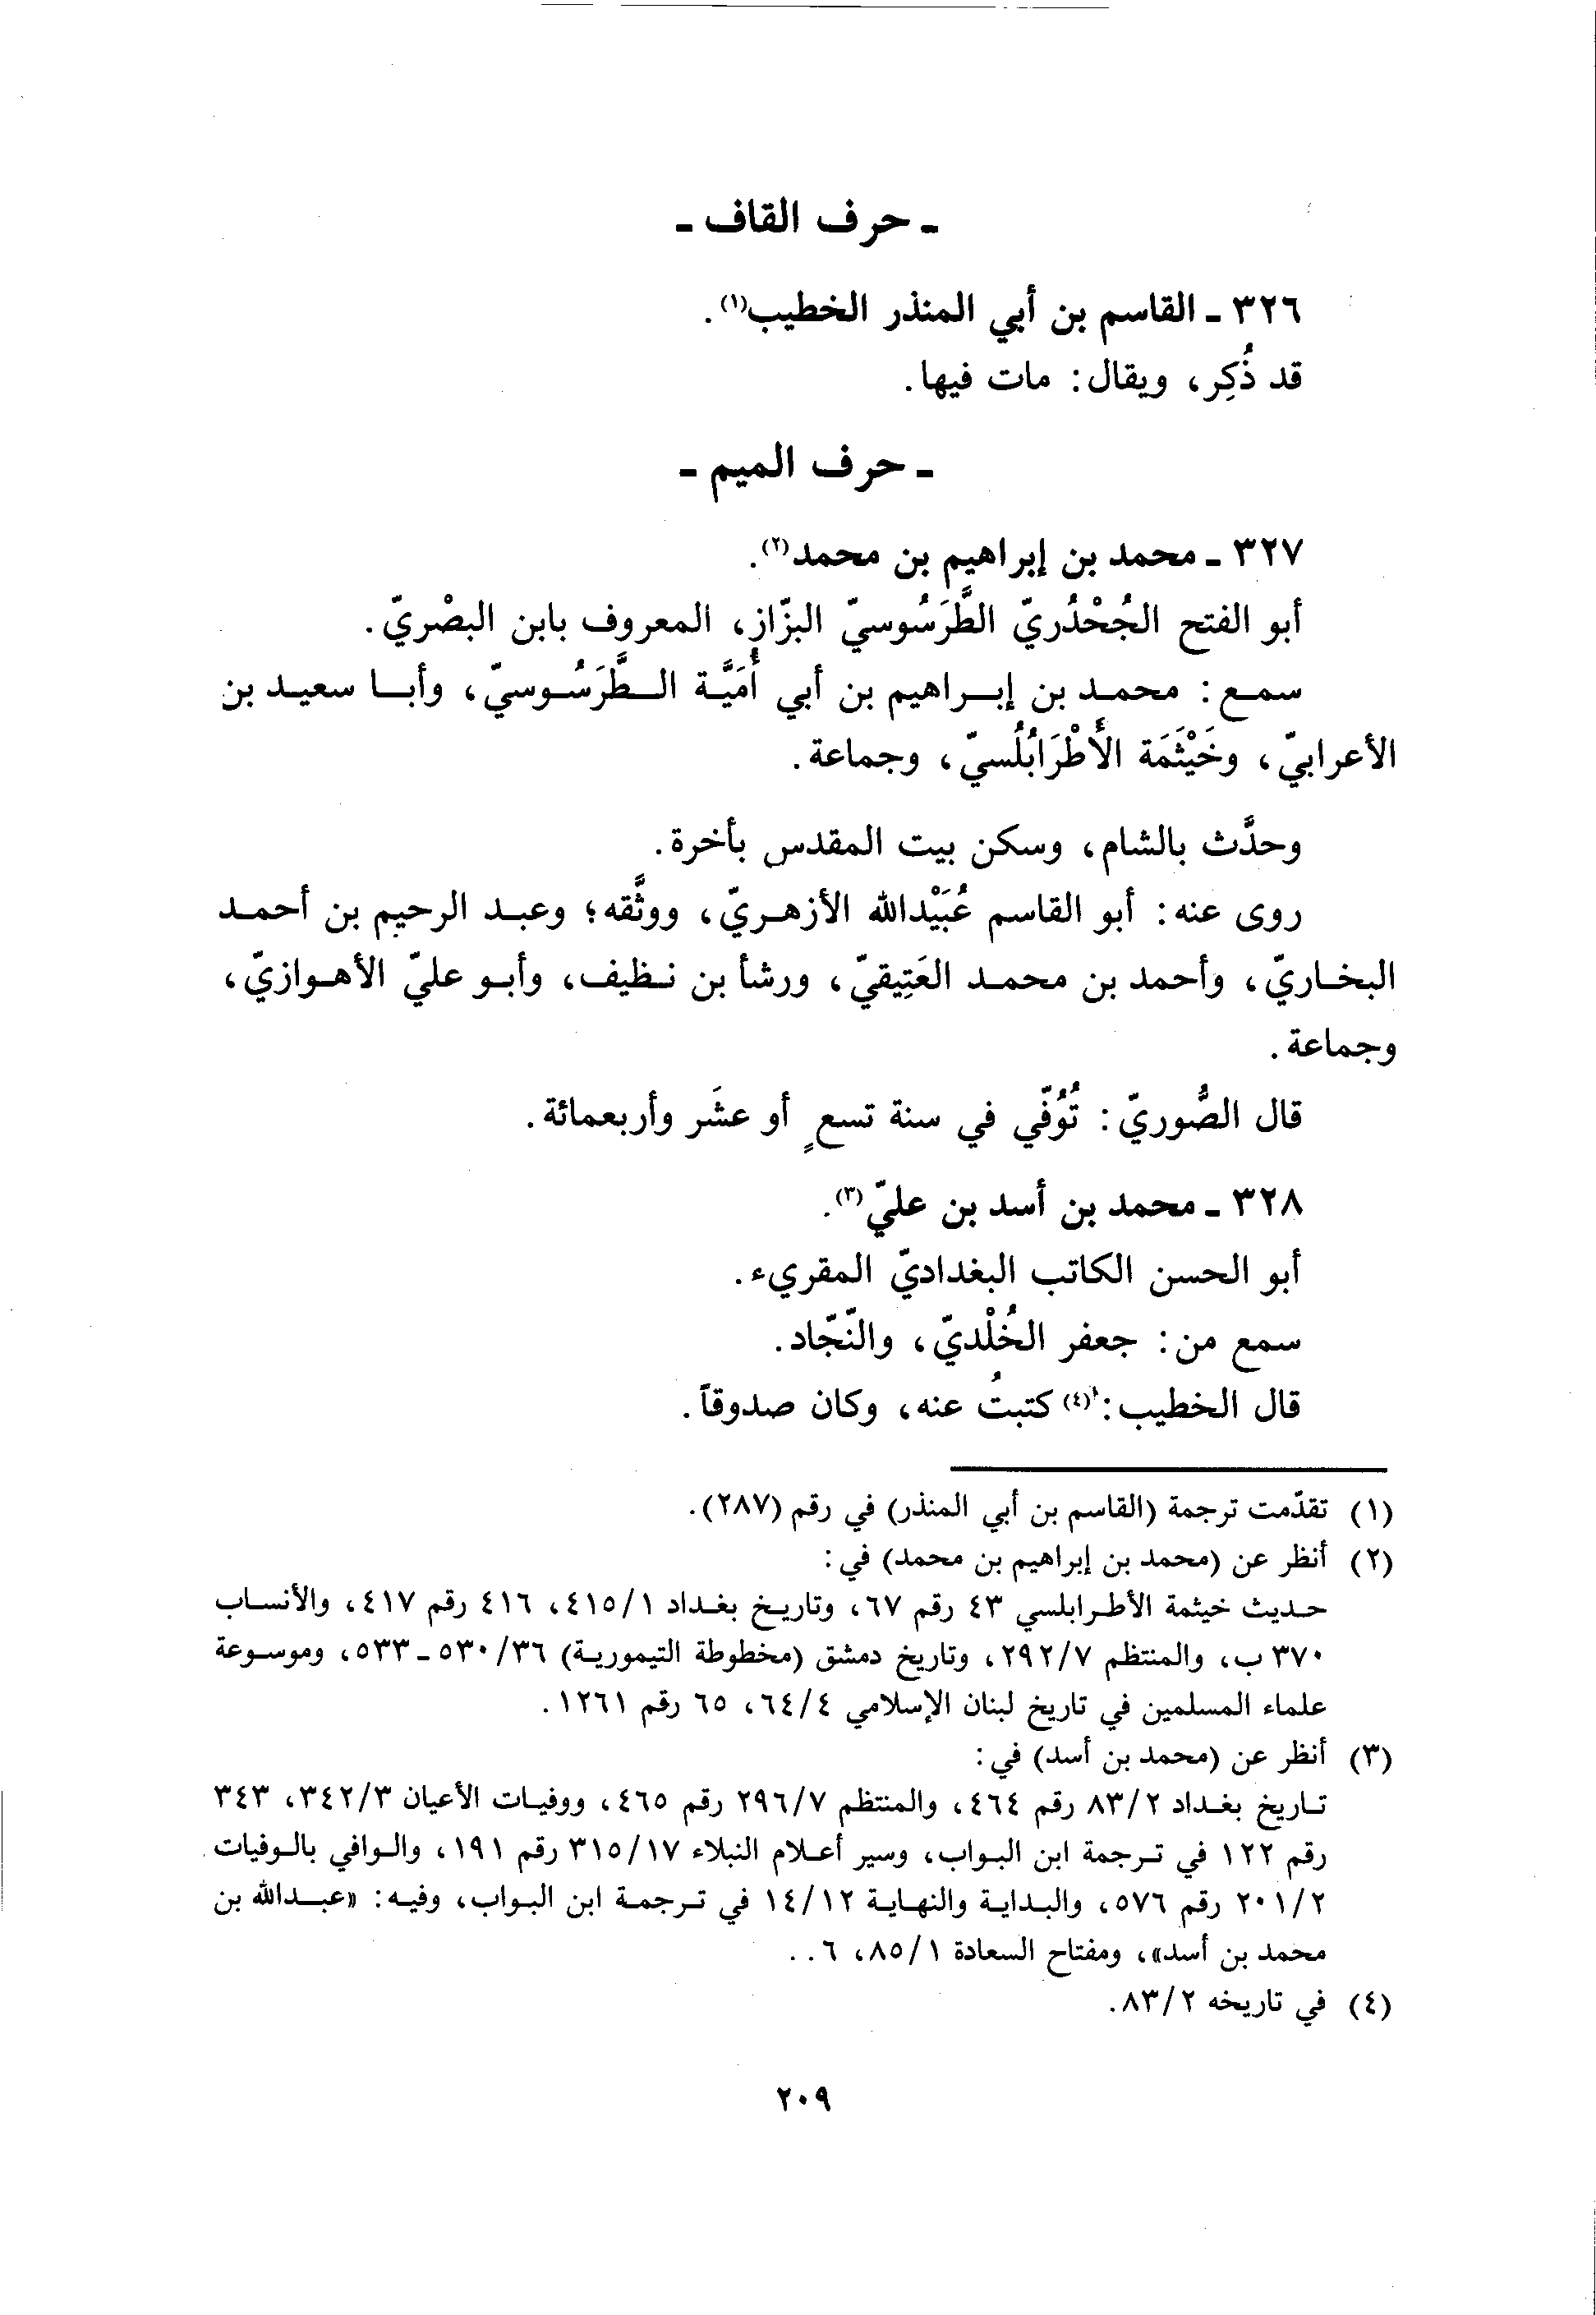 ـ حرف القاف ـ
٣٢٦ ـ القاسم بن أبي المنذر الخطيب(١).
قد ذُكِر، ويقال: مات فيها.
ـ حرف الميم ـ
٣٢٧ ـ محمد بن إبراهيم بن محمد(٢).
أبو الفتح الجُحْدُريّ الطَّرَسُوسيّ البزّاز، المعروف بابن البصْريّ.
سمع: محمد بن إبراهيم بن أبي أُمَيَّة الطَّرَسُوسيّ، وأبا سعيد بن
الأعرابيّ، وخَيْثَمَة الأَطْرَابُلُسيّ، وجماعة.
وحدَّث بالشام، وسكن بيت المقدس بأخرة.
روى عنه: أبو القاسم عُبَيْدالله الأزهريّ، ووثَّقه؛ وعبد الرحيم بن أحمد
البخاريّ، وأحمد بن محمد العَتِيقيّ، ورشأ بن نظيف، وأبو عليّ الأهوازيّ،
وجماعة.
قال الصُّوريّ: تُوُفّي في سنة تسعٍ أو عشَر وأربعمائة.
٣٢٨ ـ محمد بن أسد بن عليّ(٣).
أبو الحسن الكاتب البغداديّ المقريء.
سمع من: جعفر الخُلْديّ، والنّجّاد.
قال الخطيب:(٤) كتبتُ عنه، وكان صدوقاً.
(١) تقدّمت ترجمة (القاسم بن أبي المنذر) في رقم (٢٨٧).
(٢) أنظر عن (محمد بن إبراهيم بن محمد) في:
حديث خيثمة الأطرابلسي ٤٣ رقم ٦٧، وتاريخ بغداد ٤١٥/١، ٤١٦ رقم ٤١٧، والأنساب
٣٧٠ ب، والمنتظم ٢٩٢/٧، وتاريخ دمشق (مخطوطة التيمورية) ٥٣٠/٣٦ ـ ٥٣٣، وموسوعة
علماء المسلمين في تاريخ لبنان الإسلامي ٦٤/٤، ٦٥ رقم ١٢٦١.
(٣) أنظر عن (محمد بن أسد) في:
تاريخ بغداد ٨٣/٢ رقم ٤٦٤، والمنتظم ٢٩٦/٧ رقم ٤٦٥، ووفيات الأعيان ٣٤٢/٣، ٣٤٣
رقم ١٢٢ في ترجمة ابن البواب، وسير أعلام النبلاء ٣١٥/١٧ رقم ١٩١، والوافي بالوفيات
٢٠١/٢ رقم ٥٧٦، والبداية والنهاية ١٤/١٢ في ترجمة ابن البواب، وفيه: «عبدالله بن
محمد بن أسد»، ومفتاح السعادة ٨٥/١، ٦..
(٤) في تاريخه ٨٣/٢.
٢٠٩